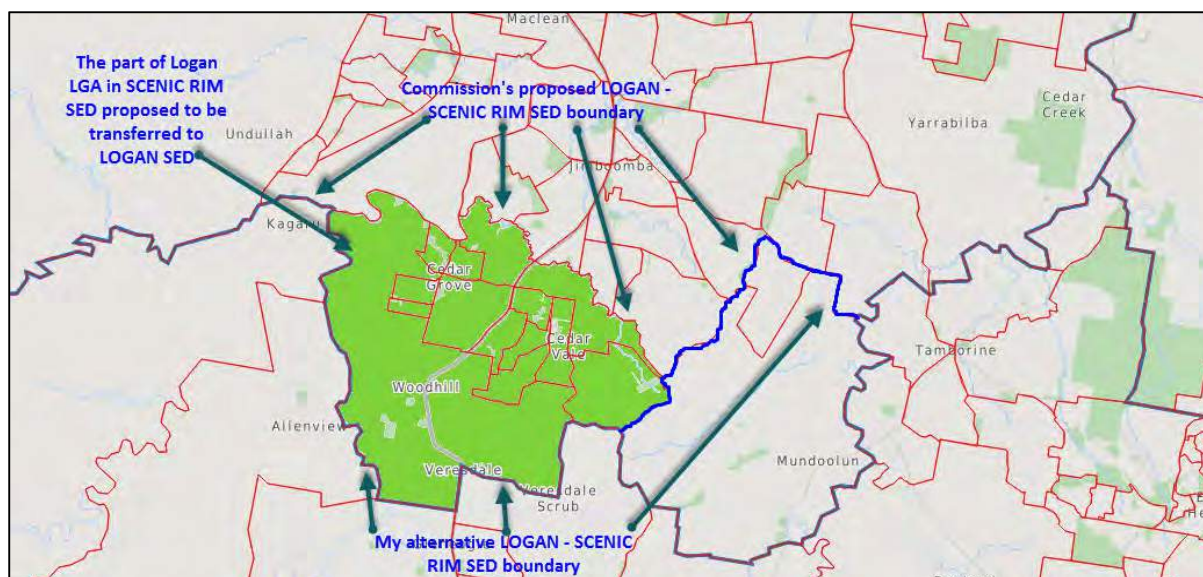 Maclean
The part of Logan
LGA in SCENIC RIM
SED proposed to be
transferred to
LOGAN SED
Commission's proposed LOGAN -
SCENIC RIM SED boundary
Undullah
Cedar
Creek
Yarrabilba
Jimboomba
Kagaru
Cedar
Grove
Cedar
Vale
Tamborine
Woodhill
Allenview
Mundoolun
Veresdale
Veresdale
Scrub
My alternative LOGAN - SCENIC
RIM SED boundary